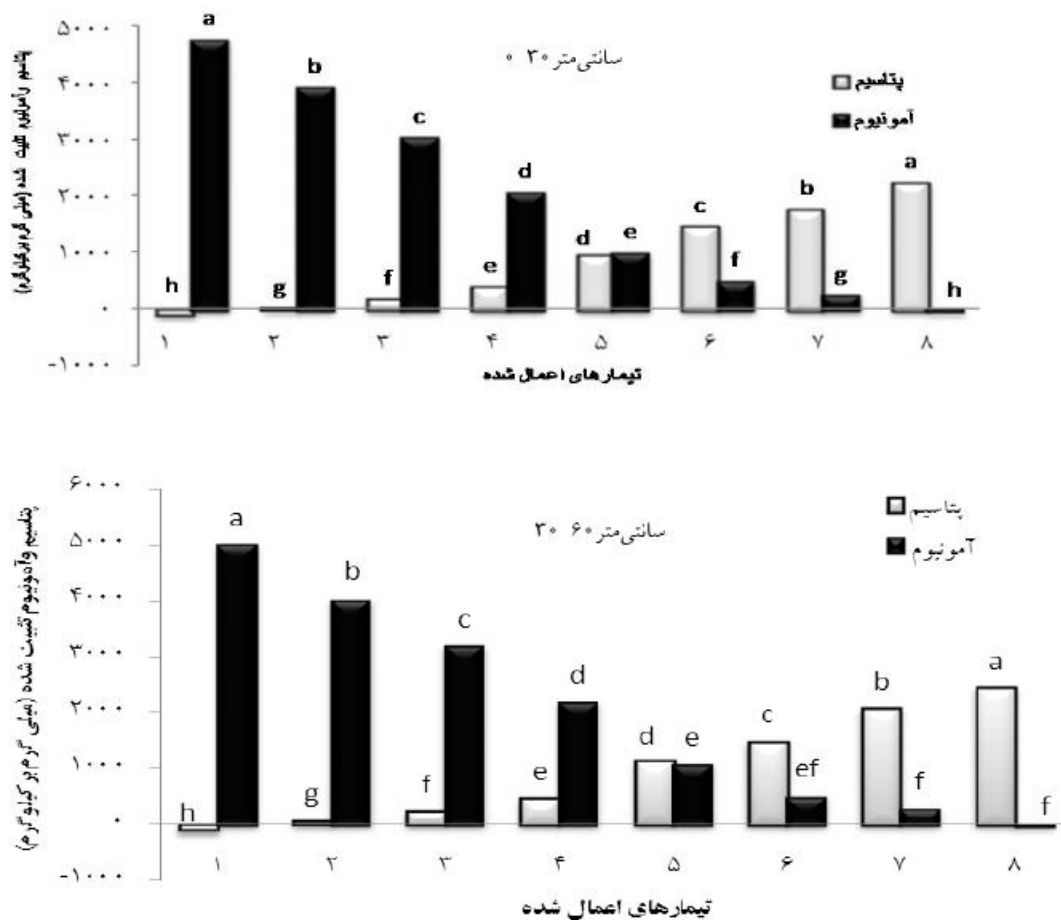 پتاسیم و آمونیوم تثبیت شده (میلی گرم بر کیلوگرم)
۵۰۰۰
۴۰۰۰
۳۰۰۰
۲۰۰۰
۱۰۰۰
۰
-۱۰۰۰
۰ ۳۰ سانتی‌متر
پتاسیم
آمونیوم
h a
g b
f c
e d
d e
c f
b g
a h
۱ ۲ ۳ ۴ ۵ ۶ ۷ ۸
تیمارهای اعمال شده
پتاسیم و آمونیوم تثبیت شده (میلی گرم بر کیلوگرم)
۶۰۰۰
۵۰۰۰
۴۰۰۰
۳۰۰۰
۲۰۰۰
۱۰۰۰
۰
-۱۰۰۰
۳۰ ۶۰ سانتی‌متر
پتاسیم
آمونیوم
h a
g b
f c
e d
d e
c ef
b f
a f
۱ ۲ ۳ ۴ ۵ ۶ ۷ ۸
تیمارهای اعمال شده